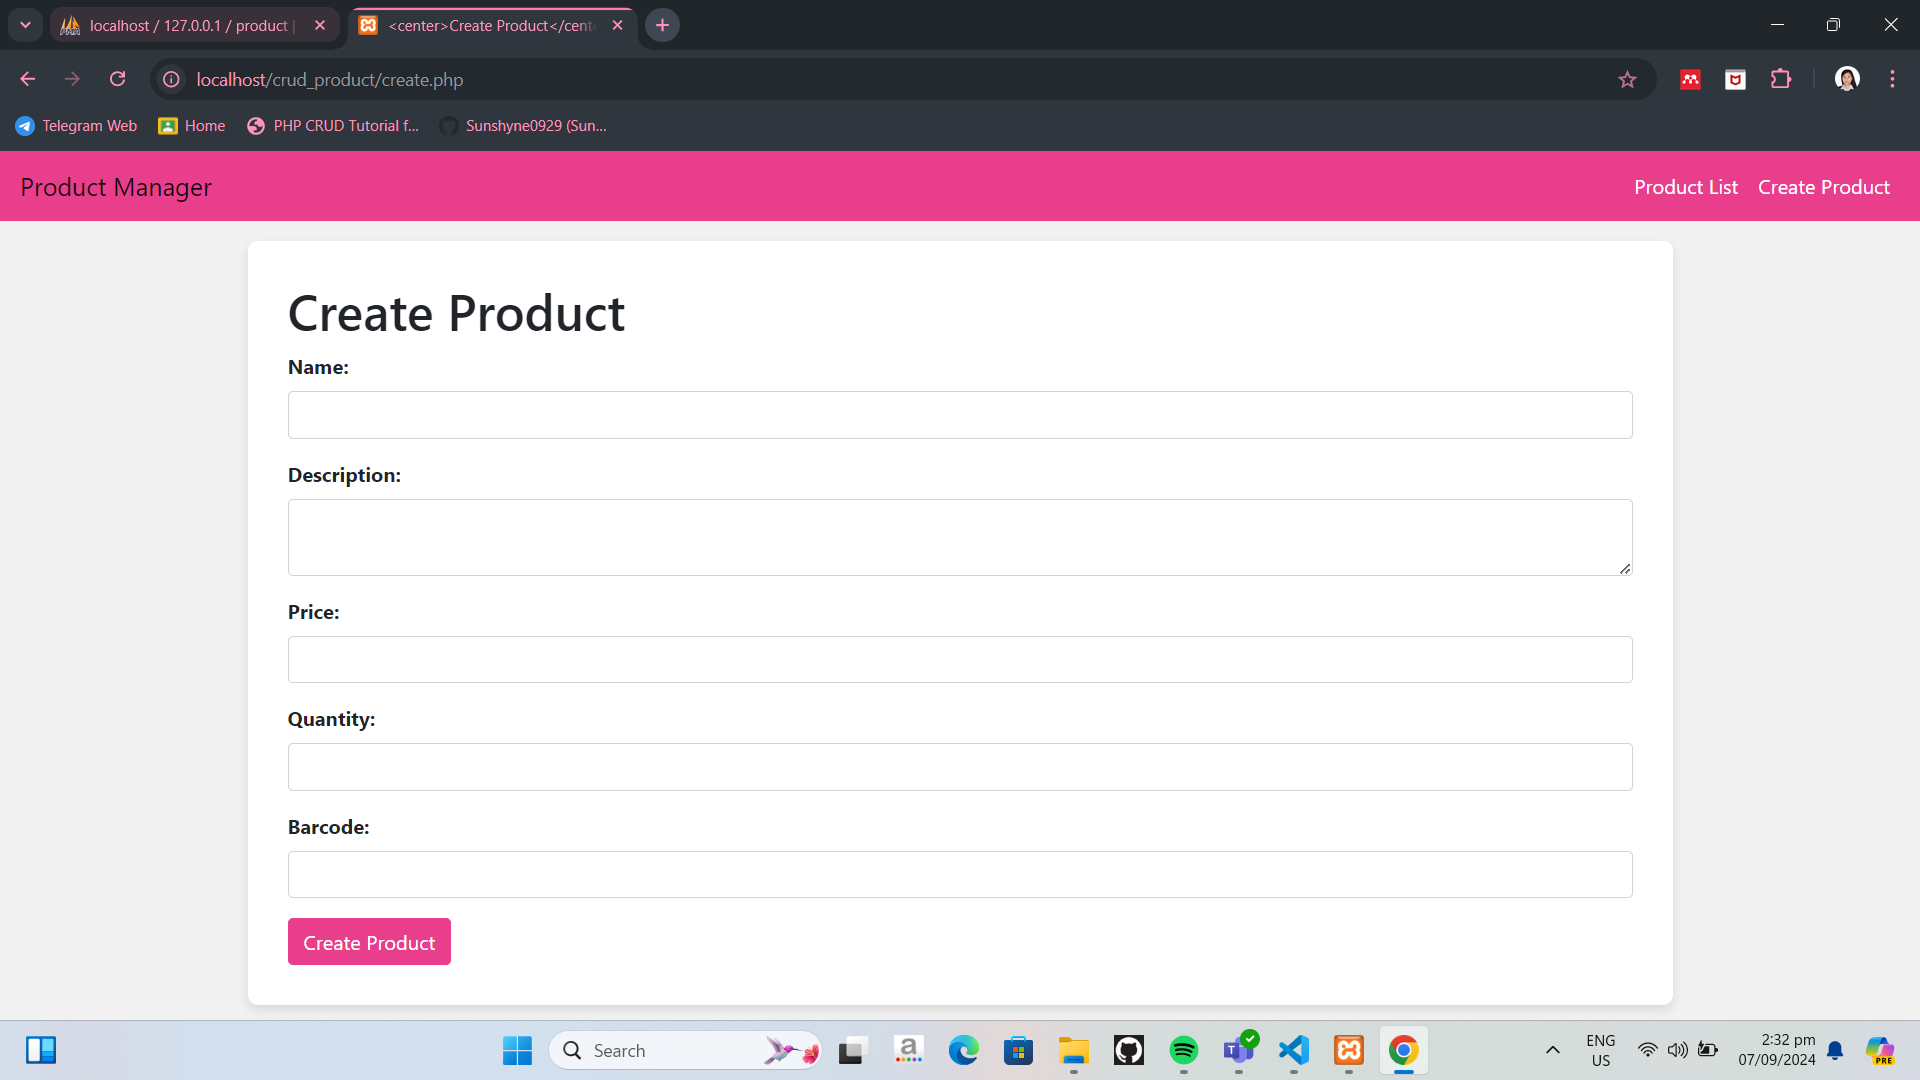 localhost / 127.0.0.1 / product |
<center>Create Product</cent
localhost/crud_product/create.php
Telegram Web
Home
PHP CRUD Tutorial f...
Sunshyne0929 (Sun...
Product Manager
Product List
Create Product
Create Product
Name:
Description:
Price:
Quantity:
Barcode:
Create Product
Search
ENG
US
2:32 pm
07/09/2024
PRE